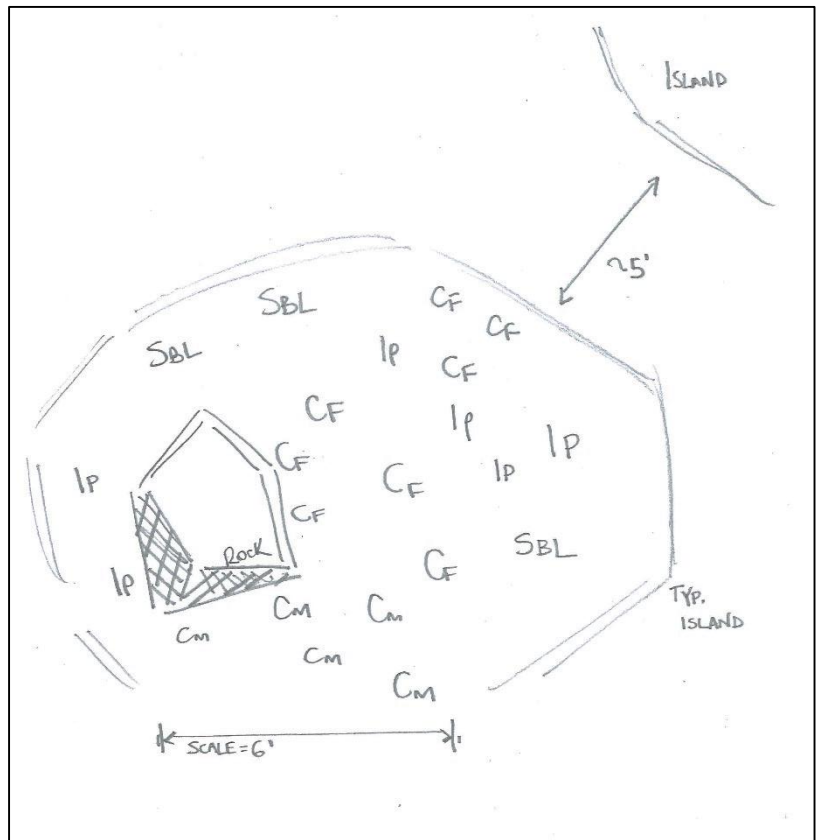 ISLAND
~5'
SBL
CF
CF
SBL
IP
CF
CF
IP
IP
CF
IP
IP
CF
CF
SBL
ROCK
CF
IP
TYP.
ISLAND
CM
CM
CM
CM
CM
SCALE=6'